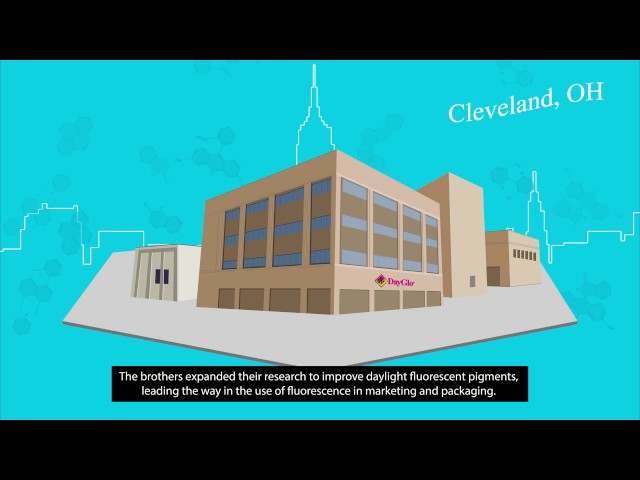 Cleveland, OH
DayGlo
The brothers expanded their research to improve daylight fluorescent pigments,
leading the way in the use of fluorescence in marketing and packaging.